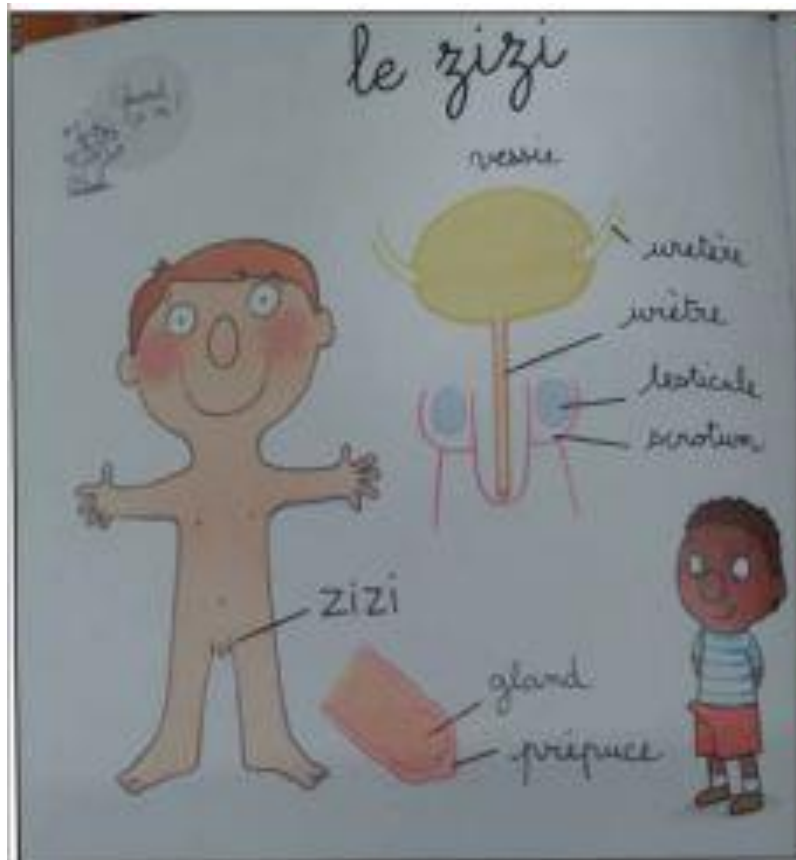 le zizi
vessie
uretère
urètre
testicule
scrotum
zizi
gland
prépuce